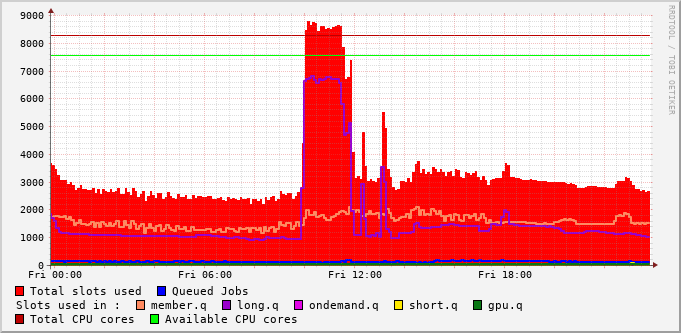 RRDTOOL / TOBI OETIKER
9000
8000
7000
6000
5000
4000
3000
2000
1000
0
Fri 00:00 Fri 06:00 Fri 12:00 Fri 18:00
Total slots used Queued Jobs
Slots used in : member.q long.q ondemand.q short.q gpu.q
Total CPU cores Available CPU cores